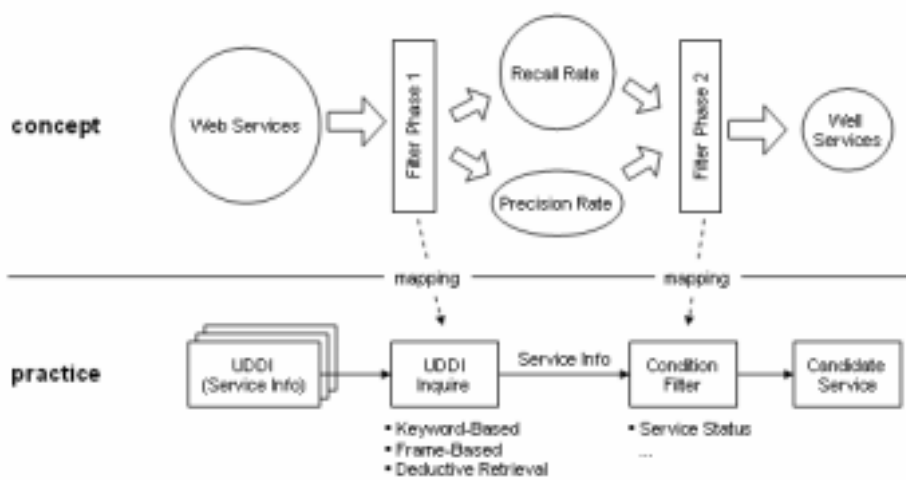 concept
Web Services
Filter Phase 1
Recall Rate
Precision Rate
Filter Phase 2
Well
Services
mapping
mapping
practice
UDDI
(Service Info)
UDDI
Inquire
Service Info
Condition
Filter
Candidate
Service
▪ Keyword-Based
▪ Frame-Based
▪ Deductive Retrieval
▪ Service Status
...